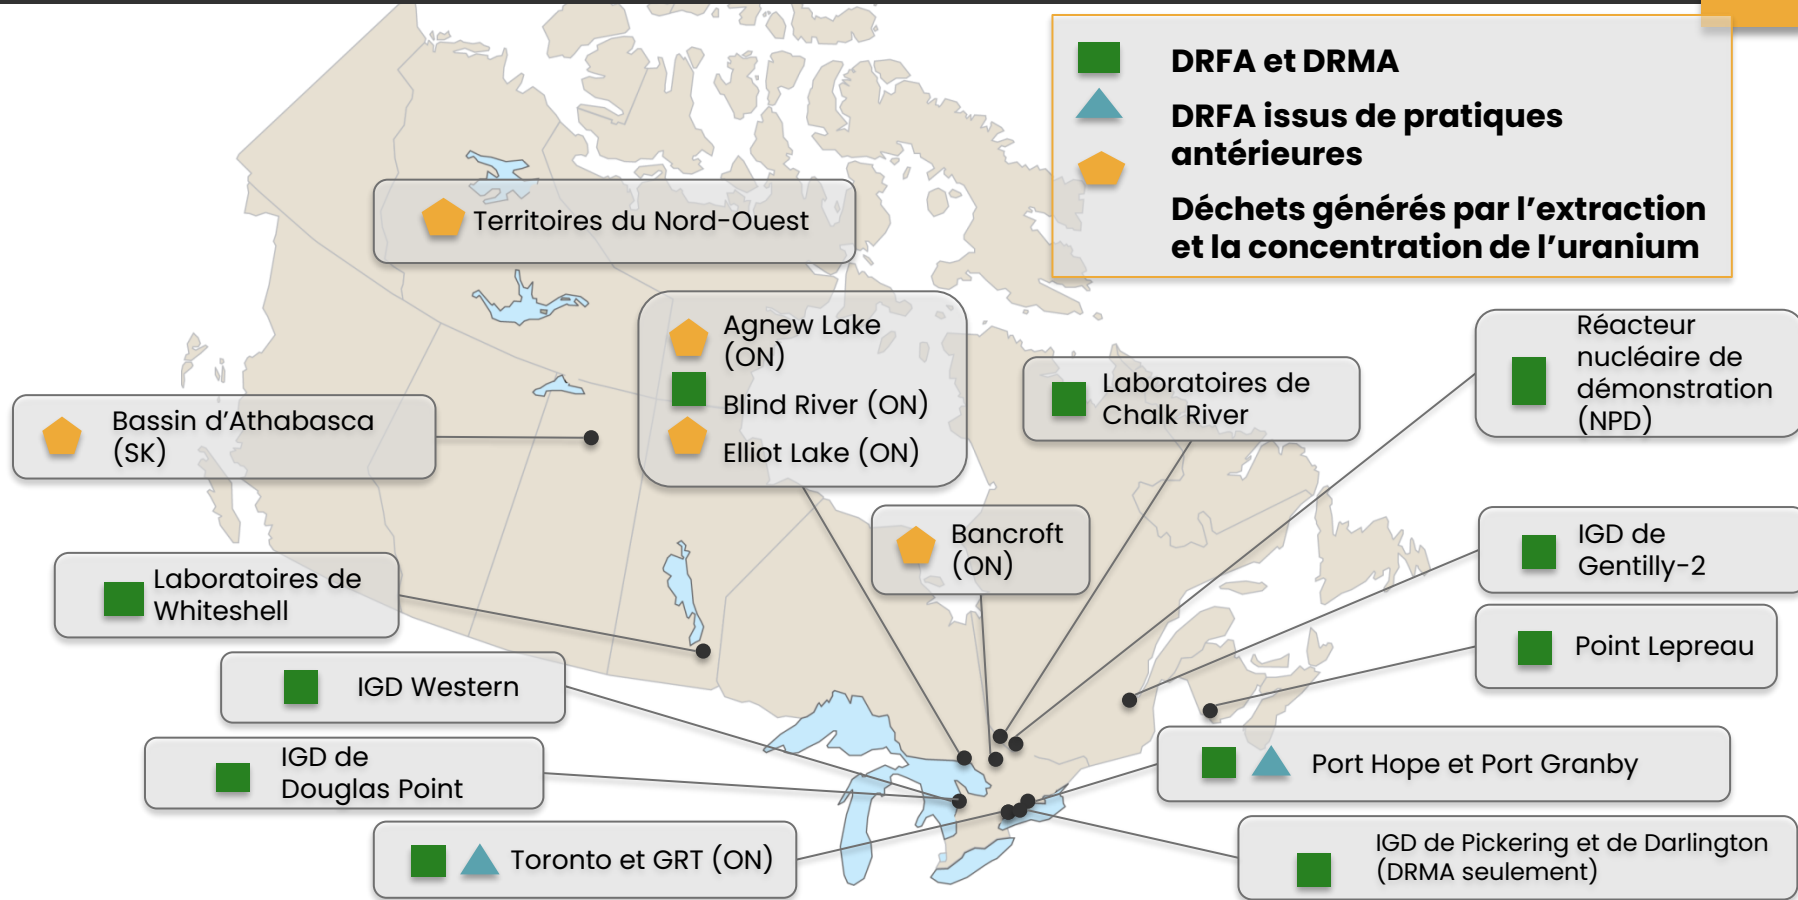 DRFA et DRMA
DRFA issus de pratiques
antérieures
Déchets générés par l'extraction
et la concentration de l'uranium
Territoires du Nord-Ouest
Agnew Lake
(ON)
Blind River (ON)
Elliot Lake (ON)
Réacteur
nucléaire de
démonstration
(NPD)
Laboratoires de
Chalk River
Bassin d'Athabasca
(SK)
Bancroft
(ON)
IGD de
Gentilly-2
Laboratoires de
Whiteshell
Point Lepreau
IGD Western
IGD de
Douglas Point
Port Hope et Port Granby
Toronto et GRT (ON)
IGD de Pickering et de Darlington
(DRMA seulement)